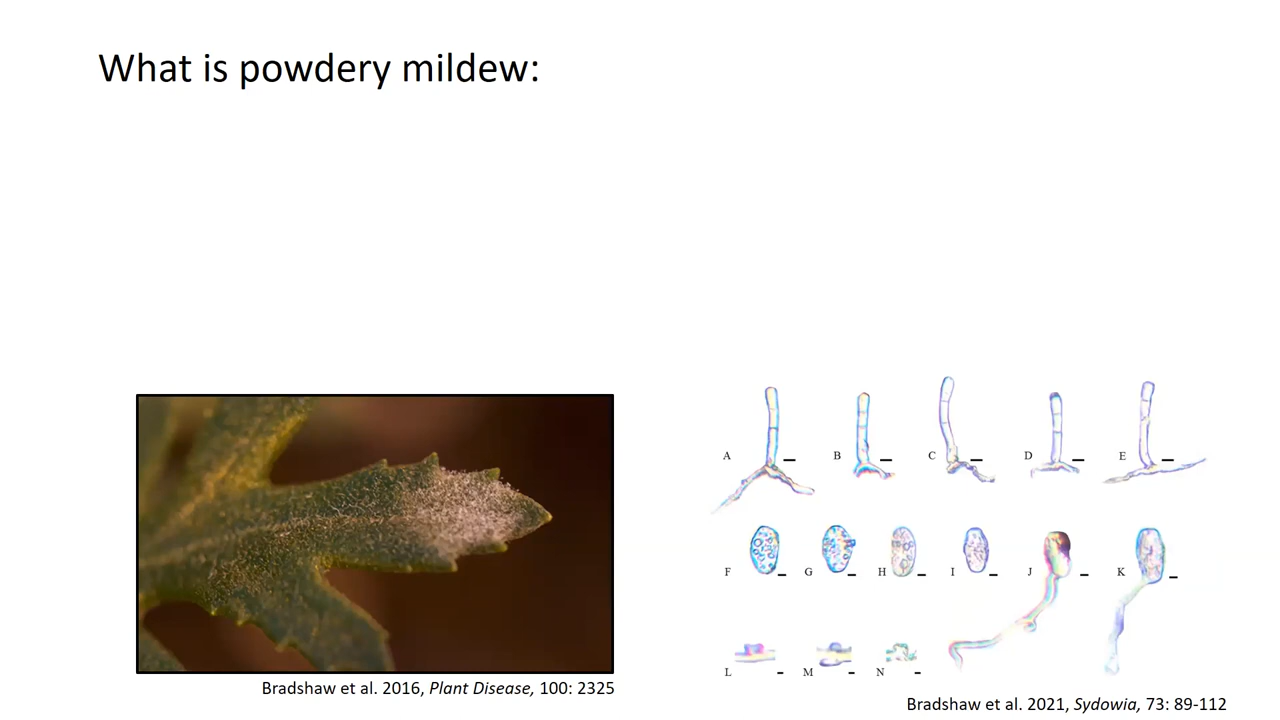 What is powdery mildew:
A B C D E
F G H I J K
L M N
Bradshaw et al. 2016, Plant Disease, 100: 2325
Bradshaw et al. 2021, Sydowia, 73: 89-112